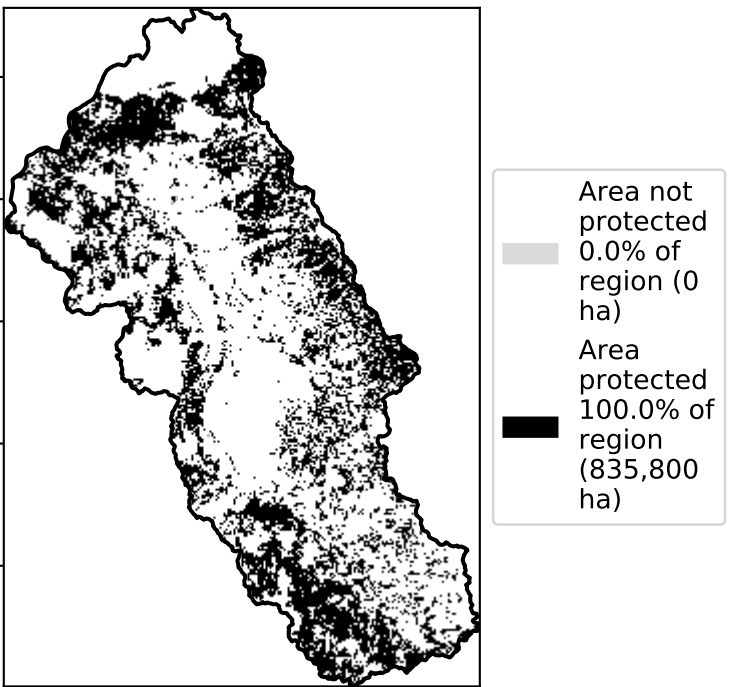 Area not
protected
0.0% of
region (0
ha)
Area
protected
100.0% of
region
(835,800
ha)